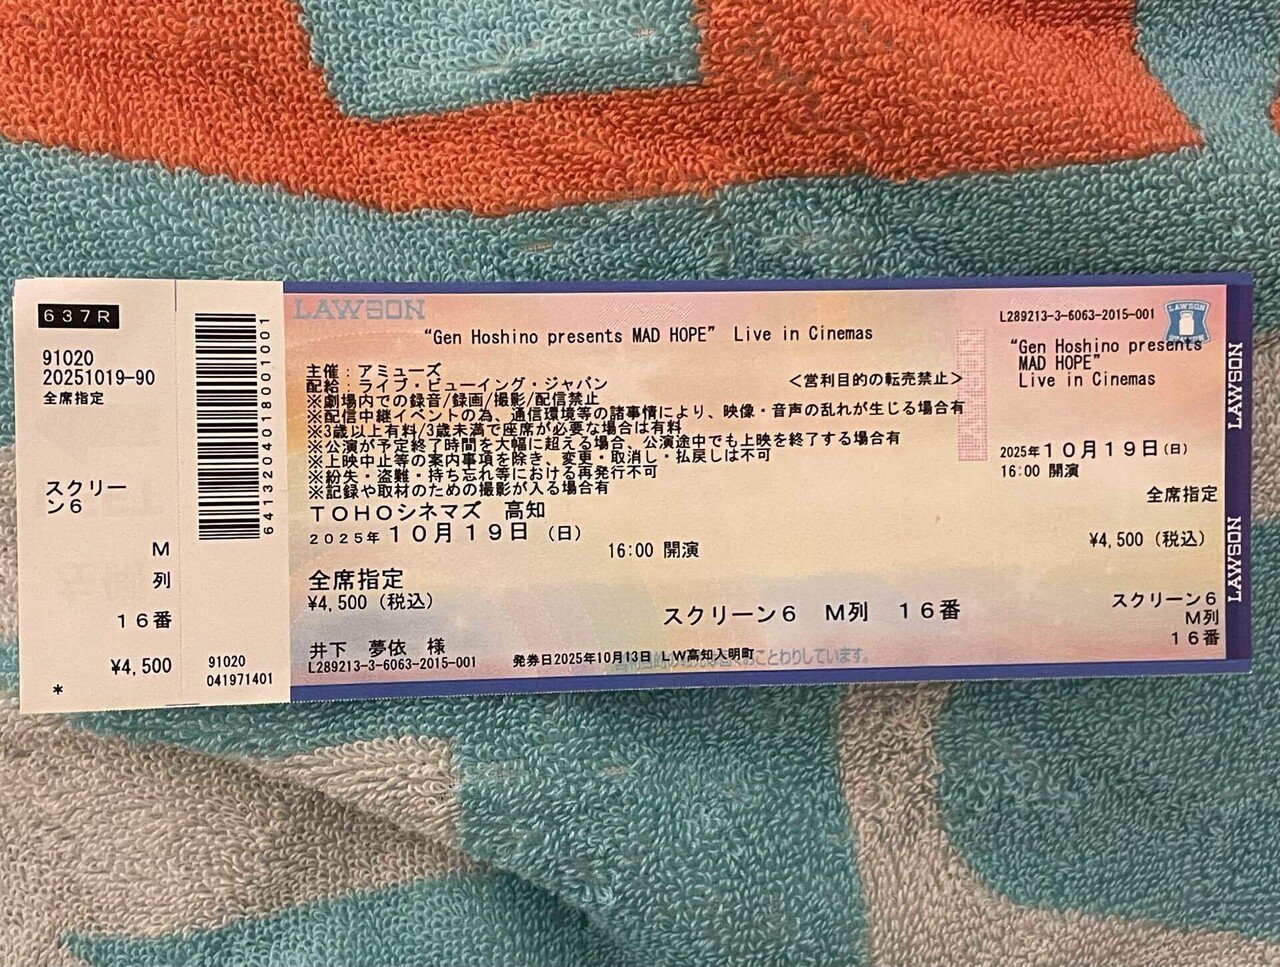 637R
91020
20251019-90
全席指定
スクリー
ン6
M
列
16番
¥4,500
*
6413204018001001
91020
041971401
LAWSON
“Gen Hoshino presents MAD HOPE” Live in Cinemas
主催：アミューズ
配給：ライブ・ビューイング・ジャパン
＜営利目的の転売禁止＞
※劇場内での録音/録画/撮影/配信禁止
※配信中継イベントの為、通信環境等の諸事情により、映像・音声の乱れが生じる場合有
※3歳以上有料/3歳未満で座席が必要な場合は有料
※公演が予定終了時間を大幅に超える場合、公演途中でも上映を終了する場合有
※上映中止等の案内事項を除き、変更・取消し・払戻しは不可
※紛失・盗難・持ち忘れ等における再発行不可
※記録や取材のための撮影が入る場合有
TOHOシネマズ 高知
2025年10月19日（日）
16:00 開演
全席指定
¥4,500（税込）
スクリーン6 M列 16番
井下 夢依 様
L289213-3-6063-2015-001
発券日2025年10月13日 LW高知入明町
ことわりしています。
L289213-3-6063-2015-001
LAWSON
STATION
“Gen Hoshino presents
MAD HOPE”
Live in Cinemas
2025年10月19日（日）
16:00 開演
全席指定
¥4,500（税込）
スクリーン6
M列
16番
LAWSON
LAWSON